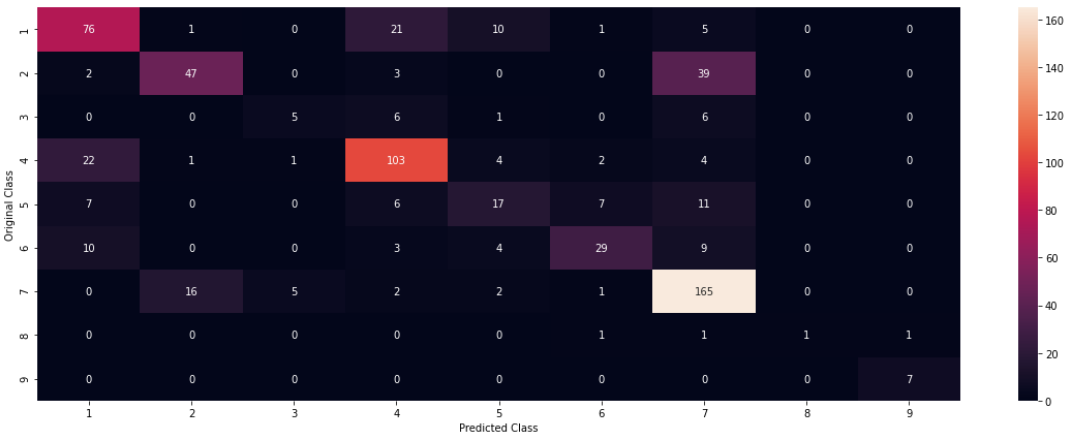 1 76 1 0 21 10 1 5 0 0
2 2 47 0 3 0 0 39 0 0
3 0 0 5 6 1 0 6 0 0
4 22 1 1 103 4 2 4 0 0
5 7 0 0 6 17 7 11 0 0
6 10 0 0 3 4 29 9 0 0
7 0 16 5 2 2 1 165 0 0
8 0 0 0 0 0 1 1 1 1
9 0 0 0 0 0 0 0 0 7
1 2 3 4 5 6 7 8 9
Predicted Class
Original Class
160
140
120
100
80
60
40
20
0